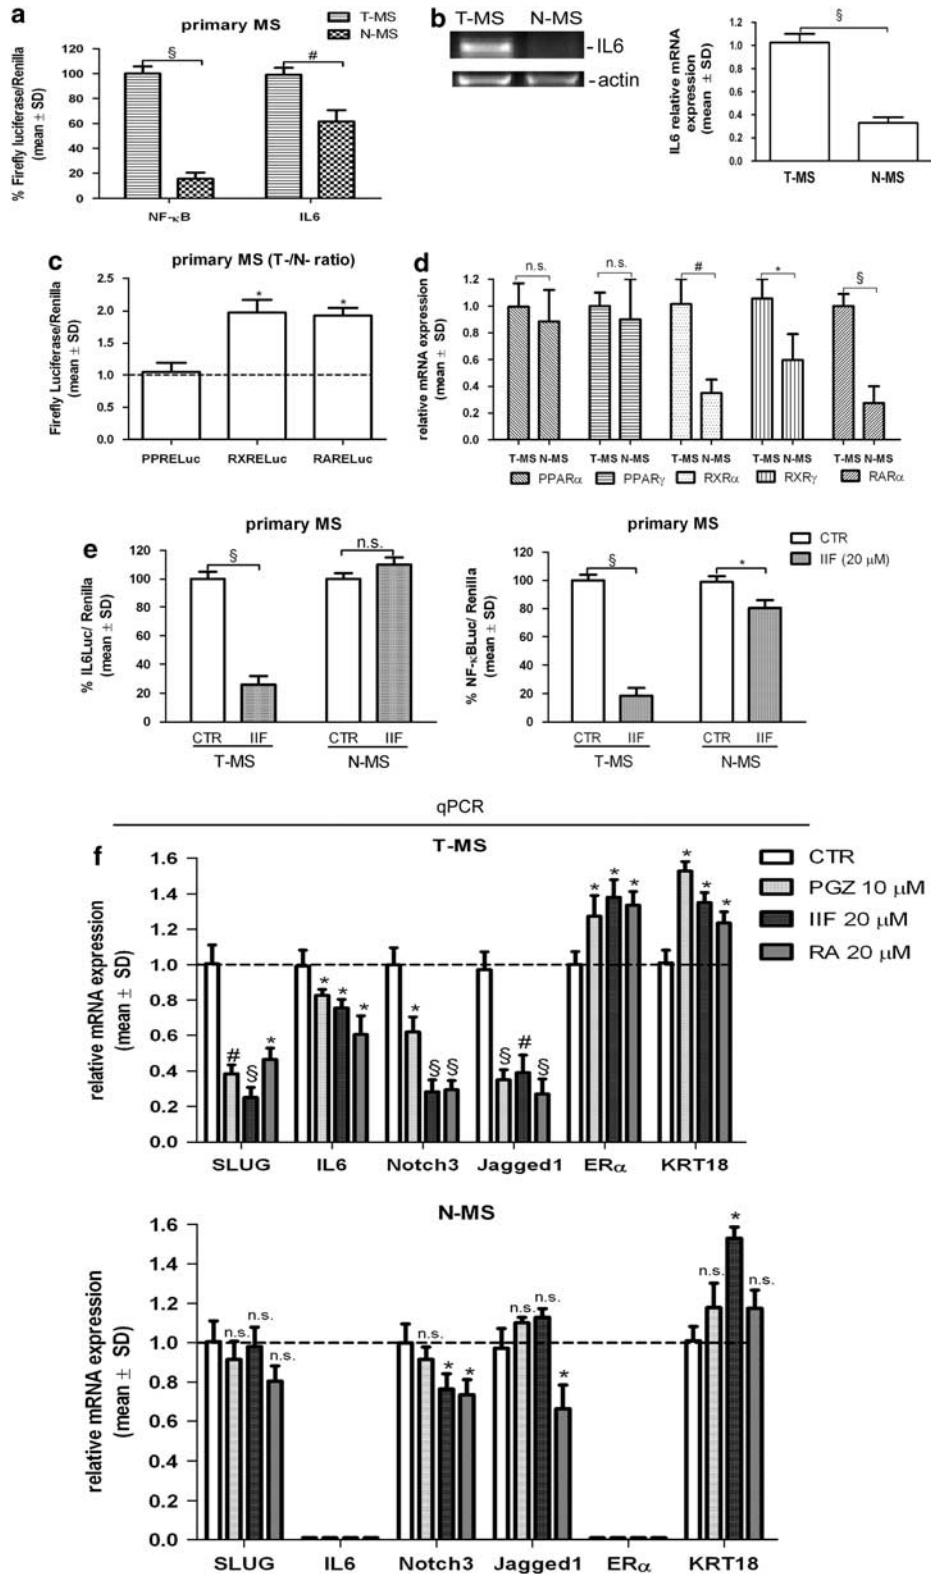 a
primary MS
T-MS
N-MS
% Firefly luciferase/Renilla
(mean ± SD)
120
100
80
60
40
20
0
§
#
NF-κB
IL6
b
T-MS N-MS
-IL6
-actin
IL6 relative mRNA
expression
(mean ± SD)
1.2
1.0
0.8
0.6
0.4
0.2
0.0
§
T-MS
N-MS
c
primary MS (T-/N- ratio)
Firefly Luciferase/Renilla
(mean ± SD)
2.5
2.0
1.5
1.0
0.5
0.0
*
*
PPRELuc RXRELuc RARELuc
d
relative mRNA expression
(mean ± SD)
1.2
1.0
0.8
0.6
0.4
0.2
0.0
n.s.
n.s.
#
*
§
T-MS N-MS T-MS N-MS T-MS N-MS T-MS N-MS T-MS N-MS
PPARα PPARγ RXRα RXRγ RARα
e
primary MS
% IL6Luc/ Renilla
(mean ± SD)
120
100
80
60
40
20
0
§
n.s.
CTR IIF CTR IIF
T-MS N-MS
primary MS
CTR
IIF (20 µM)
% NF-κBLuc/ Renilla
(mean ± SD)
120
100
80
60
40
20
0
§
*
CTR IIF CTR IIF
T-MS N-MS
qPCR
f
T-MS
CTR
PGZ 10 µM
IIF 20 µM
RA 20 µM
relative mRNA expression
(mean ± SD)
1.6
1.4
1.2
1.0
0.8
0.6
0.4
0.2
0.0
# § *
* * *
* § §
§ # §
* * *
* * *
SLUG IL6 Notch3 Jagged1 ERα KRT18
N-MS
relative mRNA expression
(mean ± SD)
1.6
1.4
1.2
1.0
0.8
0.6
0.4
0.2
0.0
n.s. n.s. n.s.
n.s. * *
n.s. n.s. *
n.s. * n.s.
SLUG IL6 Notch3 Jagged1 ERα KRT18